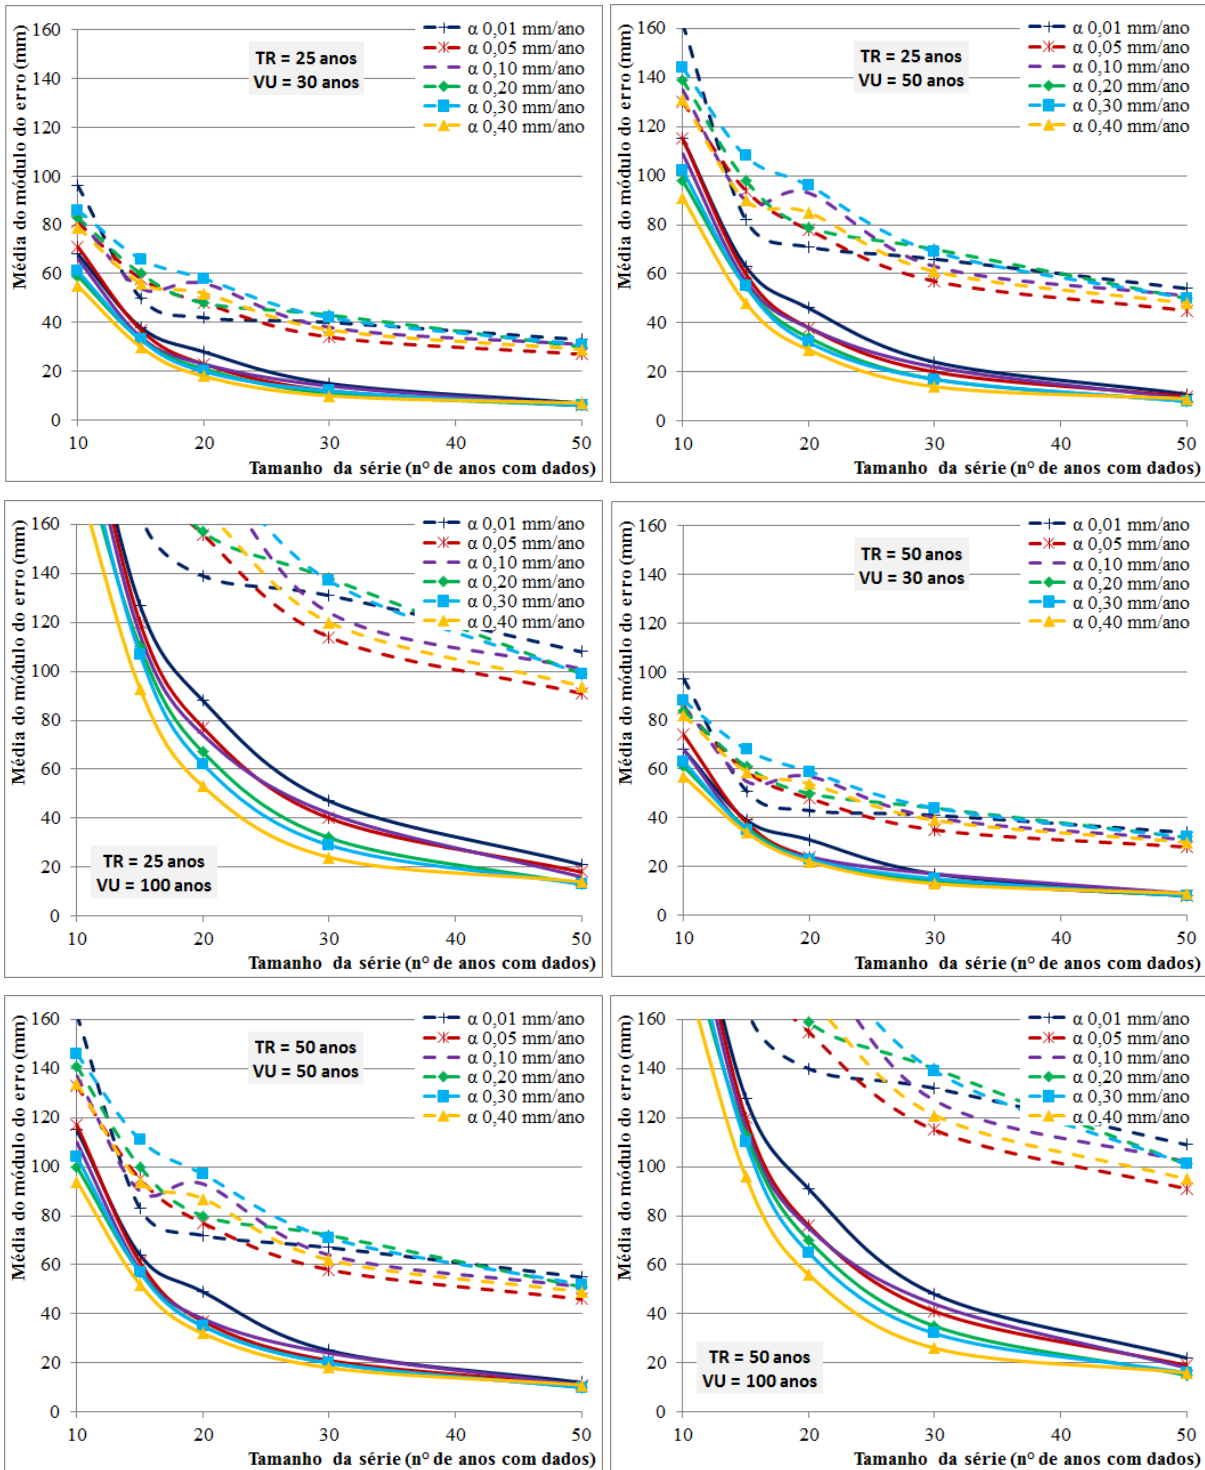 Média do módulo do erro (mm)
160
140
120
100
80
60
40
20
0
TR = 25 anos
VU = 30 anos
α 0,01 mm/ano
α 0,05 mm/ano
α 0,10 mm/ano
α 0,20 mm/ano
α 0,30 mm/ano
α 0,40 mm/ano
10 20 30 40 50
Tamanho da série (n° de anos com dados)
Média do módulo do erro (mm)
160
140
120
100
80
60
40
20
0
TR = 25 anos
VU = 50 anos
α 0,01 mm/ano
α 0,05 mm/ano
α 0,10 mm/ano
α 0,20 mm/ano
α 0,30 mm/ano
α 0,40 mm/ano
10 20 30 40 50
Tamanho da série (n° de anos com dados)
Média do módulo do erro (mm)
160
140
120
100
80
60
40
20
0
α 0,01 mm/ano
α 0,05 mm/ano
α 0,10 mm/ano
α 0,20 mm/ano
α 0,30 mm/ano
α 0,40 mm/ano
TR = 25 anos
VU = 100 anos
10 20 30 40 50
Tamanho da série (n° de anos com dados)
Média do módulo do erro (mm)
160
140
120
100
80
60
40
20
0
TR = 50 anos
VU = 30 anos
α 0,01 mm/ano
α 0,05 mm/ano
α 0,10 mm/ano
α 0,20 mm/ano
α 0,30 mm/ano
α 0,40 mm/ano
10 20 30 40 50
Tamanho da série (n° de anos com dados)
Média do módulo do erro (mm)
160
140
120
100
80
60
40
20
0
TR = 50 anos
VU = 50 anos
α 0,01 mm/ano
α 0,05 mm/ano
α 0,10 mm/ano
α 0,20 mm/ano
α 0,30 mm/ano
α 0,40 mm/ano
10 20 30 40 50
Tamanho da série (n° de anos com dados)
Média do módulo do erro (mm)
160
140
120
100
80
60
40
20
0
α 0,01 mm/ano
α 0,05 mm/ano
α 0,10 mm/ano
α 0,20 mm/ano
α 0,30 mm/ano
α 0,40 mm/ano
TR = 50 anos
VU = 100 anos
10 20 30 40 50
Tamanho da série (n° de anos com dados)